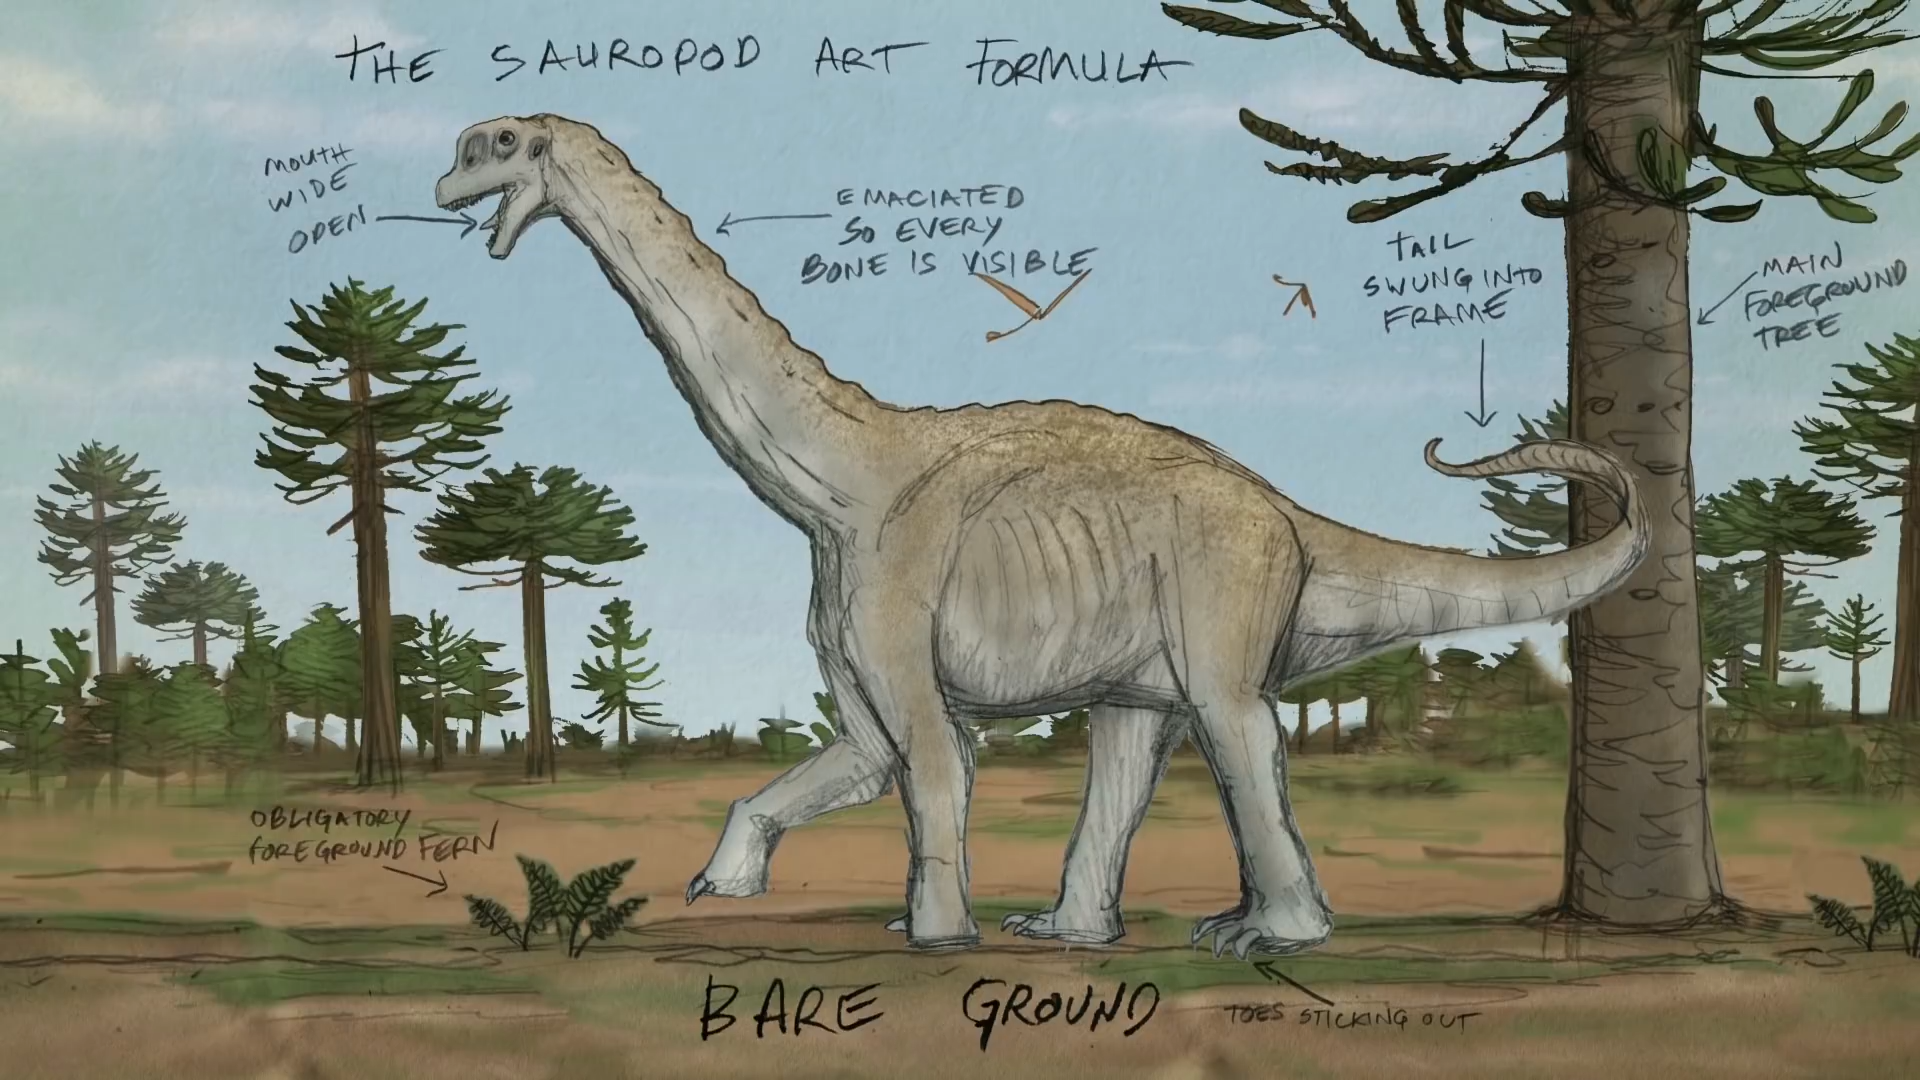 THE SAUROPOD ART FORMULA
MOUTH
WIDE
OPEN
EMACIATED
SO EVERY
BONE IS VISIBLE
TAIL
SWUNG INTO
FRAME
MAIN
FOREGROUND
TREE
OBLIGATORY
FOREGROUND FERN
BARE GROUND
TOES STICKING OUT